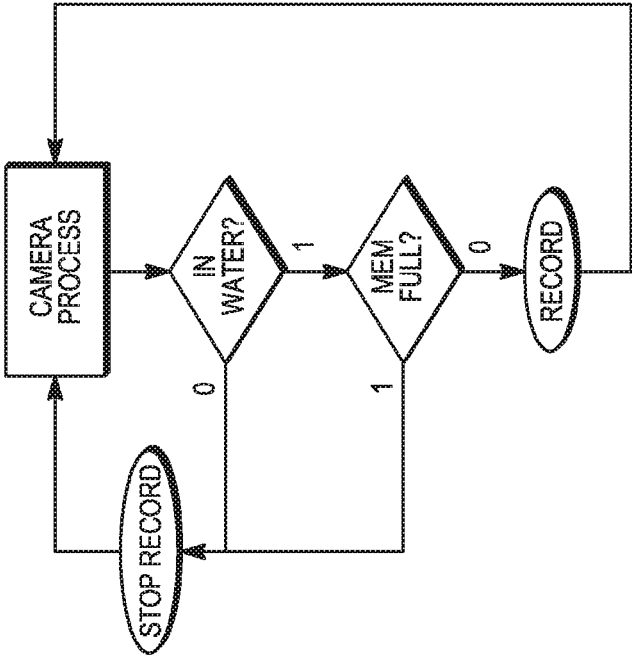 CAMERA
PROCESS
IN
WATER?
0
1
MEM
FULL?
1
0
STOP RECORD
RECORD